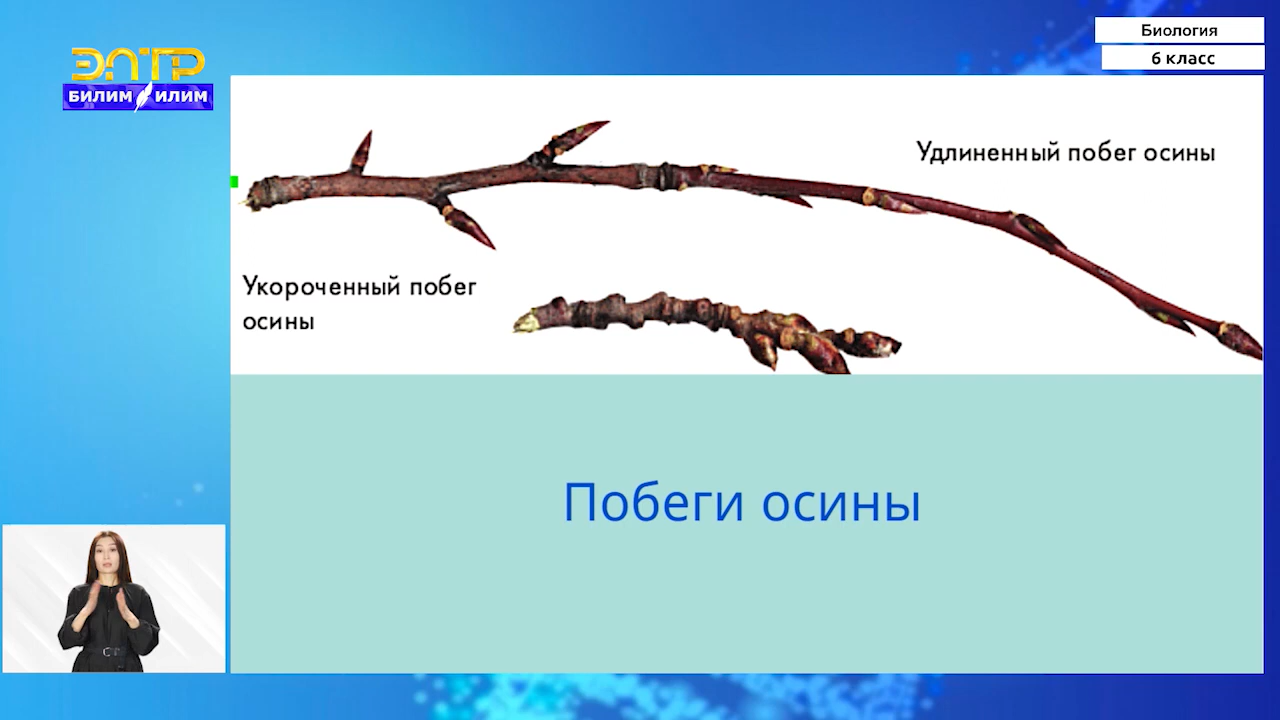 Биология
6 класс
ЭЛТР
БИЛИМ ИЛИМ
Удлиненный побег осины
Укороченный побег
осины
Побеги осины